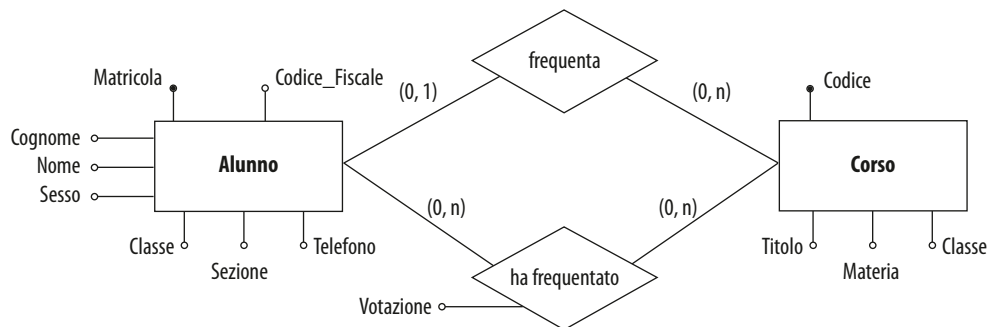 frequenta
Matricola
Codice_Fiscale
(0, 1)
(0, n)
Codice
Cognome
Nome
Sesso
Alunno
Corso
(0, n)
(0, n)
Classe
Sezione
Telefono
ha frequentato
Votazione
Titolo
Materia
Classe